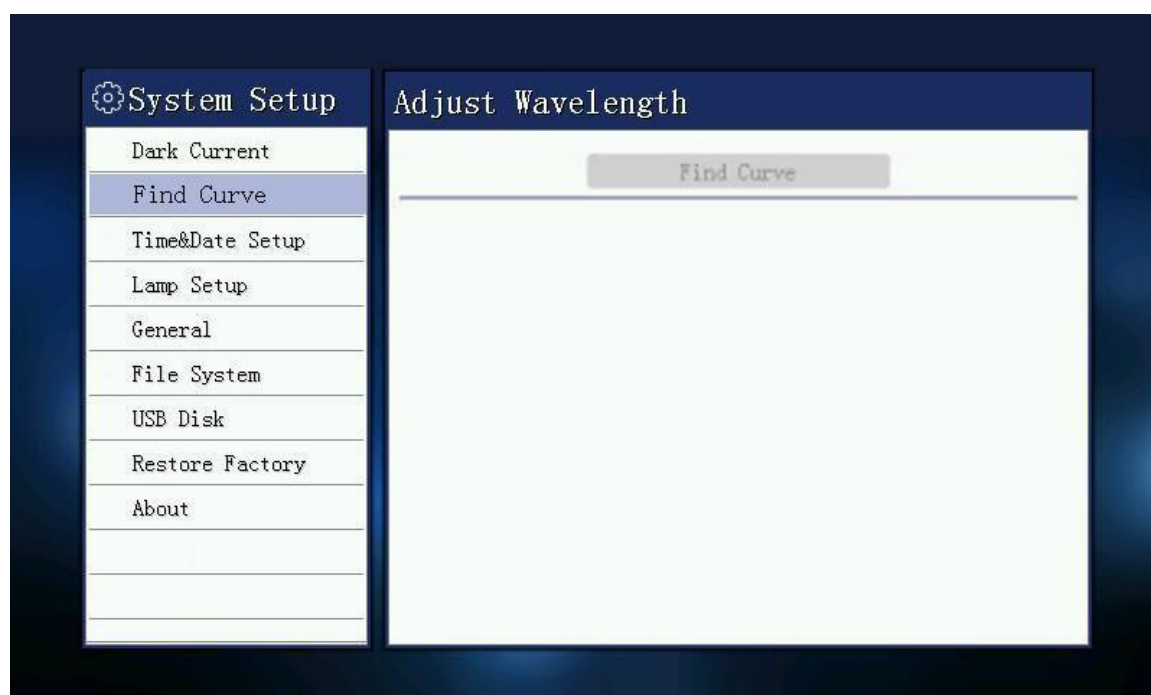 System Setup
Dark Current
Find Curve
Time&Date Setup
Lamp Setup
General
File System
USB Disk
Restore Factory
About
Adjust Wavelength
Find Curve